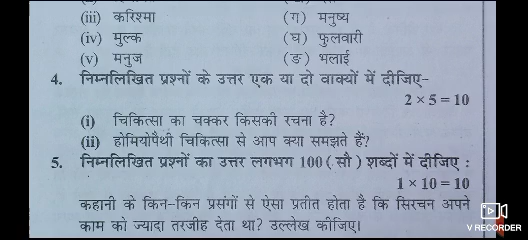 (iii) करिश्मा (ग) मनुष्य
(iv) मुल्क (घ) फुलवारी
(v) मनुज (ङ) भलाई
4. निम्नलिखित प्रश्नों के उत्तर एक या दो वाक्यों में दीजिए-
2 × 5 = 10
(i) चिकित्सा का चक्कर किसकी रचना है?
(ii) होमियोपैथी चिकित्सा से आप क्या समझते हैं?
5. निम्नलिखित प्रश्नों का उत्तर लगभग 100 ( सौ ) शब्दों में दीजिए :
1 × 10 = 10
कहानी के किन-किन प्रसंगों से ऐसा प्रतीत होता है कि सिरचन अपने
काम को ज्यादा तरजीह देता था? उल्लेख कीजिए।
V RECORDER